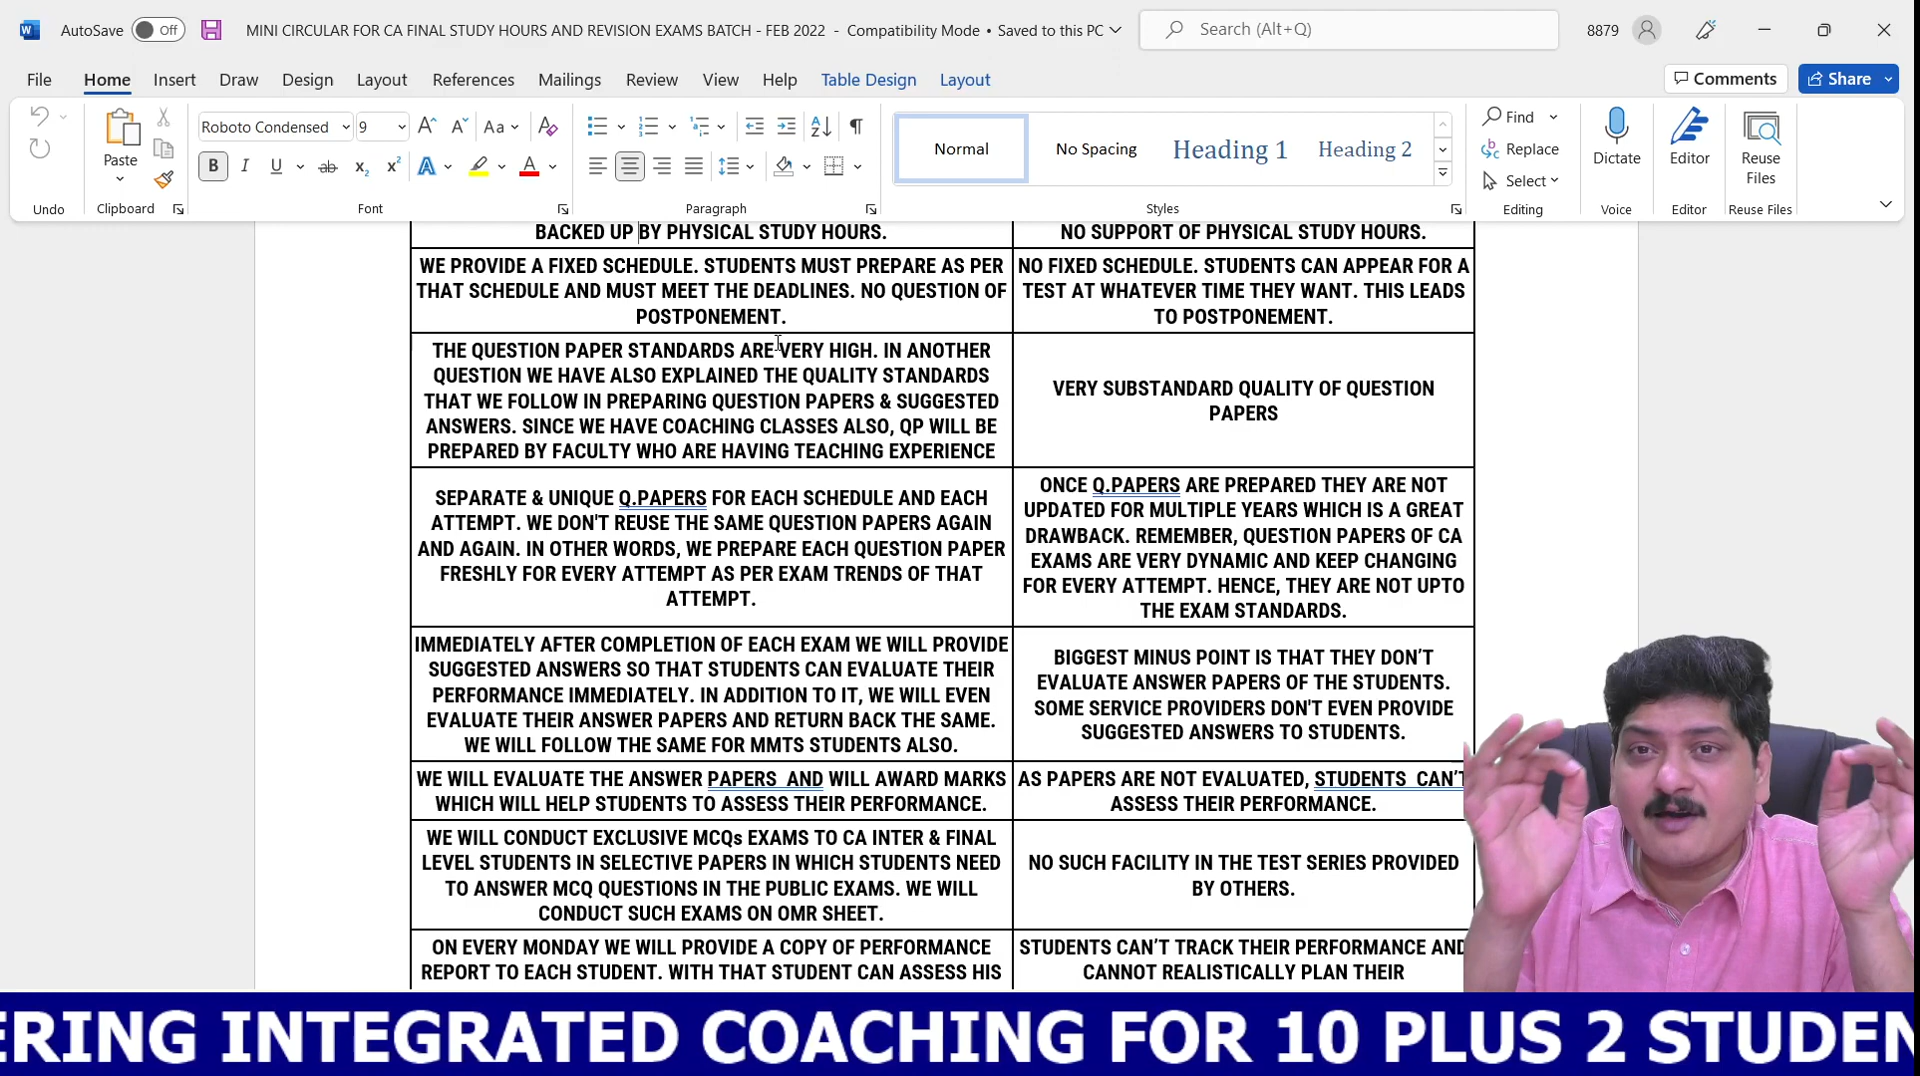 AutoSave Off MINI CIRCULAR FOR CA FINAL STUDY HOURS AND REVISION EXAMS BATCH - FEB 2022 - Compatibility Mode • Saved to this PC Search (Alt+Q) 8879
File Home Insert Draw Design Layout References Mailings Review View Help Table Design Layout Comments Share
Roboto Condensed 9 Aa
Paste
B I U ab x₂ x² A A
Normal No Spacing Heading 1 Heading 2
Find
Replace
Select
Dictate Editor Reuse Files
Undo Clipboard Font Paragraph Styles Editing Voice Editor Reuse Files
BACKED UP BY PHYSICAL STUDY HOURS.
NO SUPPORT OF PHYSICAL STUDY HOURS.
WE PROVIDE A FIXED SCHEDULE. STUDENTS MUST PREPARE AS PER
THAT SCHEDULE AND MUST MEET THE DEADLINES. NO QUESTION OF
POSTPONEMENT.
NO FIXED SCHEDULE. STUDENTS CAN APPEAR FOR A
TEST AT WHATEVER TIME THEY WANT. THIS LEADS
TO POSTPONEMENT.
THE QUESTION PAPER STANDARDS ARE VERY HIGH. IN ANOTHER
QUESTION WE HAVE ALSO EXPLAINED THE QUALITY STANDARDS
THAT WE FOLLOW IN PREPARING QUESTION PAPERS & SUGGESTED
ANSWERS. SINCE WE HAVE COACHING CLASSES ALSO, QP WILL BE
PREPARED BY FACULTY WHO ARE HAVING TEACHING EXPERIENCE
VERY SUBSTANDARD QUALITY OF QUESTION
PAPERS
SEPARATE & UNIQUE Q.PAPERS FOR EACH SCHEDULE AND EACH
ATTEMPT. WE DON'T REUSE THE SAME QUESTION PAPERS AGAIN
AND AGAIN. IN OTHER WORDS, WE PREPARE EACH QUESTION PAPER
FRESHLY FOR EVERY ATTEMPT AS PER EXAM TRENDS OF THAT
ATTEMPT.
ONCE Q.PAPERS ARE PREPARED THEY ARE NOT
UPDATED FOR MULTIPLE YEARS WHICH IS A GREAT
DRAWBACK. REMEMBER, QUESTION PAPERS OF CA
EXAMS ARE VERY DYNAMIC AND KEEP CHANGING
FOR EVERY ATTEMPT. HENCE, THEY ARE NOT UPTO
THE EXAM STANDARDS.
IMMEDIATELY AFTER COMPLETION OF EACH EXAM WE WILL PROVIDE
SUGGESTED ANSWERS SO THAT STUDENTS CAN EVALUATE THEIR
PERFORMANCE IMMEDIATELY. IN ADDITION TO IT, WE WILL EVEN
EVALUATE THEIR ANSWER PAPERS AND RETURN BACK THE SAME.
WE WILL FOLLOW THE SAME FOR MMTS STUDENTS ALSO.
BIGGEST MINUS POINT IS THAT THEY DON’T
EVALUATE ANSWER PAPERS OF THE STUDENTS.
SOME SERVICE PROVIDERS DON'T EVEN PROVIDE
SUGGESTED ANSWERS TO STUDENTS.
WE WILL EVALUATE THE ANSWER PAPERS AND WILL AWARD MARKS
WHICH WILL HELP STUDENTS TO ASSESS THEIR PERFORMANCE.
AS PAPERS ARE NOT EVALUATED, STUDENTS CAN’T
ASSESS THEIR PERFORMANCE.
WE WILL CONDUCT EXCLUSIVE MCQs EXAMS TO CA INTER & FINAL
LEVEL STUDENTS IN SELECTIVE PAPERS IN WHICH STUDENTS NEED
TO ANSWER MCQ QUESTIONS IN THE PUBLIC EXAMS. WE WILL
CONDUCT SUCH EXAMS ON OMR SHEET.
NO SUCH FACILITY IN THE TEST SERIES PROVIDED
BY OTHERS.
ON EVERY MONDAY WE WILL PROVIDE A COPY OF PERFORMANCE
REPORT TO EACH STUDENT. WITH THAT STUDENT CAN ASSESS HIS
STUDENTS CAN’T TRACK THEIR PERFORMANCE AND
CANNOT REALISTICALLY PLAN THEIR
ERING INTEGRATED COACHING FOR 10 PLUS 2 STUDEN